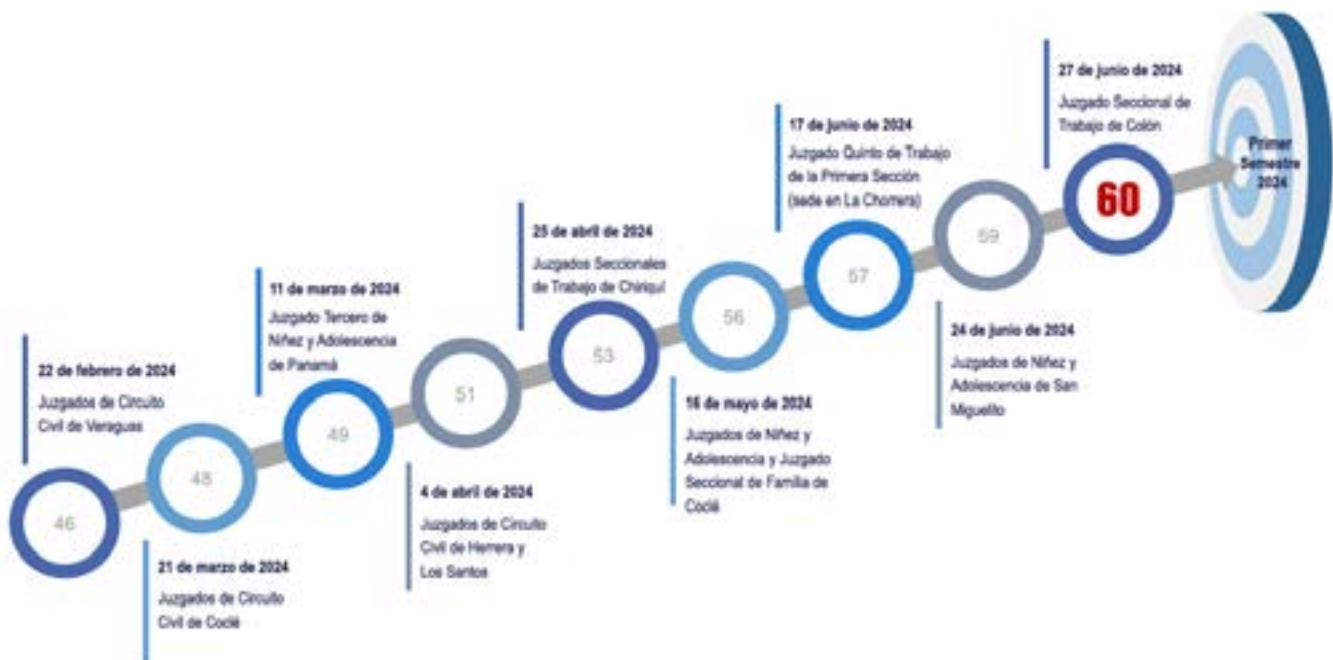 22 de febrero de 2024
Juzgados de Circuito
Civil de Veraguas
46
48
21 de marzo de 2024
Juzgados de Circuito
Civil de Coclé
11 de marzo de 2024
Juzgado Tercero de
Niñez y Adolescencia
de Panamá
49
51
4 de abril de 2024
Juzgados de Circuito
Civil de Herrera y
Los Santos
25 de abril de 2024
Juzgados Seccionales
de Trabajo de Chiriquí
53
56
16 de mayo de 2024
Juzgados de Niñez y
Adolescencia y Juzgado
Seccional de Familia de
Coclé
17 de junio de 2024
Juzgado Quinto de Trabajo
de la Primera Sección
(sede en La Chorrera)
57
59
24 de junio de 2024
Juzgados de Niñez y
Adolescencia de San
Miguelito
27 de junio de 2024
Juzgado Seccional de
Trabajo de Colón
60
Primer
Semestre
2024